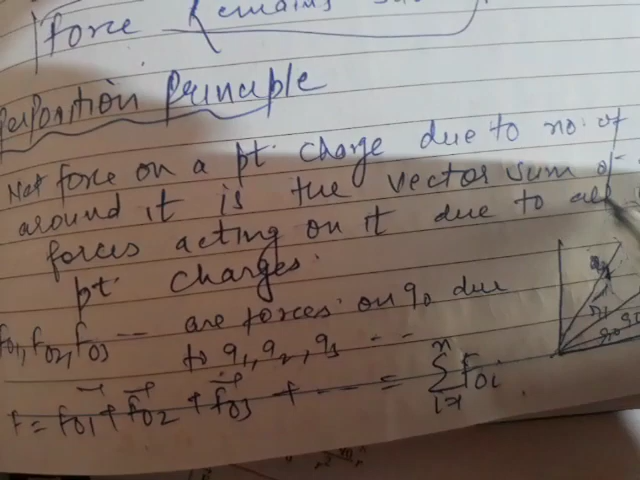 force Remains
perposition Principle
Net force on a pt. charge due to no. of
around it is the vector sum of
forces acting on it due to all
pt. charges.
F01, F02, F03 -- are forces on q0 due
to q1, q2, q3 --
F = F01 + F02 + F03 + ---- = n∑i=1 F0i